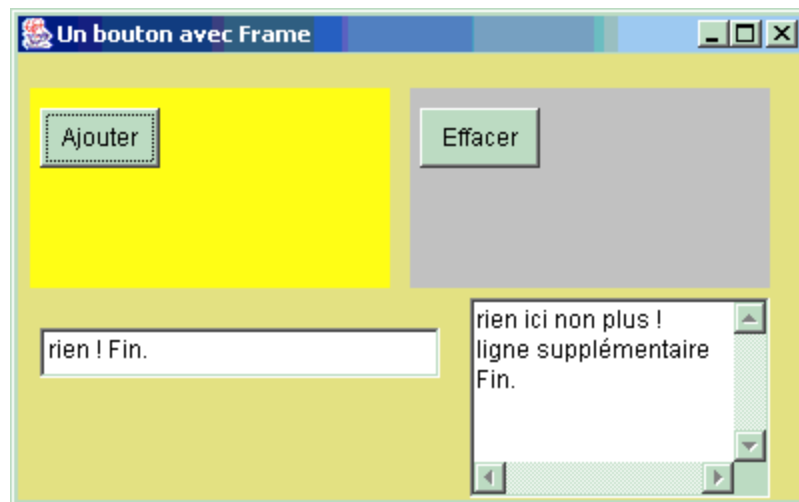 Un bouton avec Frame
Ajouter
Effacer
rien ! Fin.
rien ici non plus !
ligne supplémentaire
Fin.